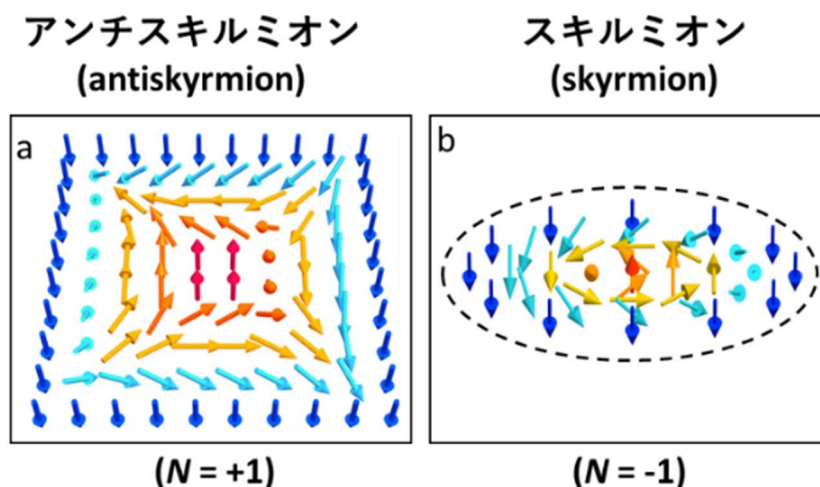 アンチスキルミオン
(antiskyrmion)
スキルミオン
(skyrmion)
a
b
(N = +1)
(N = -1)